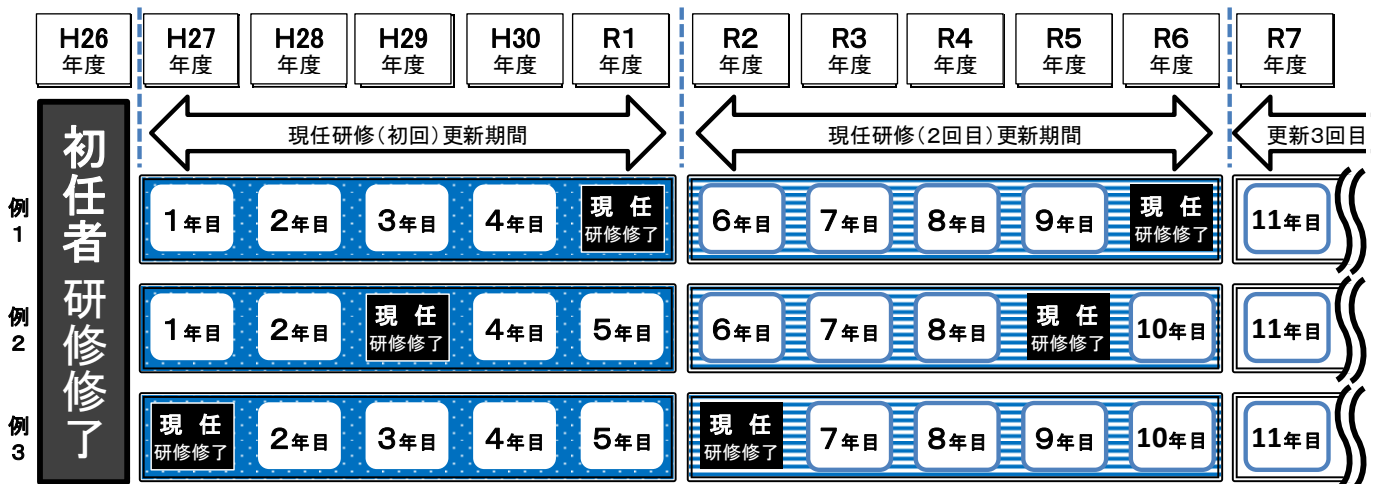 H26
年度
H27
年度
H28
年度
H29
年度
H30
年度
R1
年度
R2
年度
R3
年度
R4
年度
R5
年度
R6
年度
R7
年度
初任者 研修修了
現任研修(初回)更新期間
現任研修(2回目)更新期間
更新3回目
例
1
1年目
2年目
3年目
4年目
現 任
研修修了
6年目
7年目
8年目
9年目
現 任
研修修了
11年目
例
2
1年目
2年目
現 任
研修修了
4年目
5年目
6年目
7年目
8年目
現 任
研修修了
10年目
11年目
例
3
現 任
研修修了
2年目
3年目
4年目
5年目
現 任
研修修了
7年目
8年目
9年目
10年目
11年目